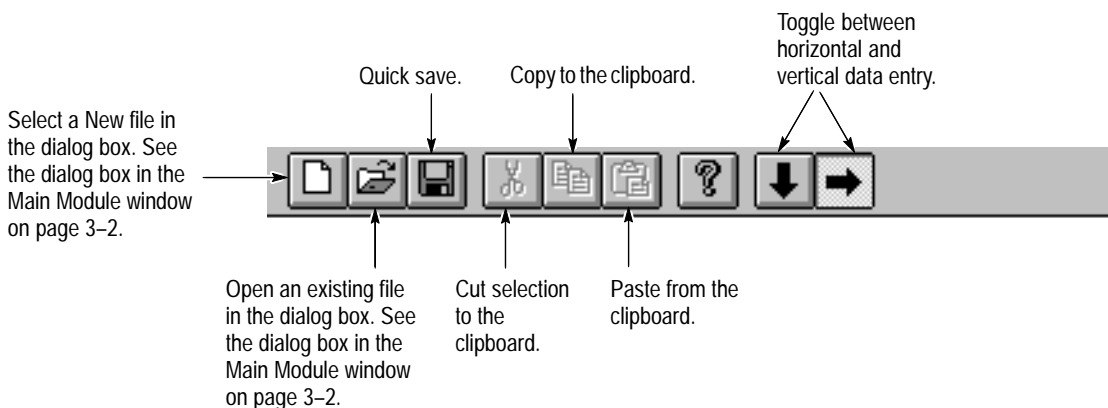 Toggle between
horizontal and
vertical data entry.
Quick save.
Copy to the clipboard.
Select a New file in
the dialog box. See
the dialog box in the
Main Module window
on page 3–2.
?
Open an existing file
in the dialog box. See
the dialog box in the
Main Module window
on page 3–2.
Cut selection
to the
clipboard.
Paste from the
clipboard.